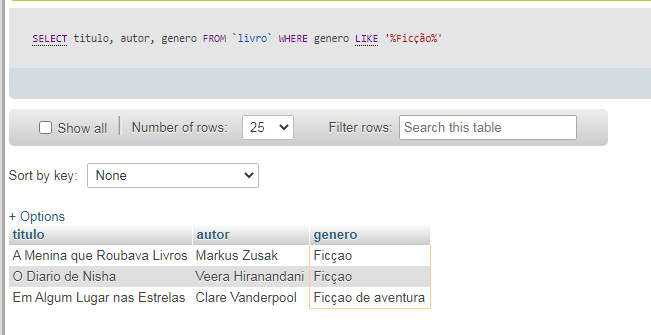 SELECT titulo, autor, genero FROM `livro` WHERE genero LIKE '%Ficção%'
Show all Number of rows: 25 Filter rows: Search this table
Sort by key: None
+ Options
titulo autor genero
A Menina que Roubava Livros Markus Zusak Ficçao
O Diario de Nisha Veera Hiranandani Ficçao
Em Algum Lugar nas Estrelas Clare Vanderpool Ficçao de aventura